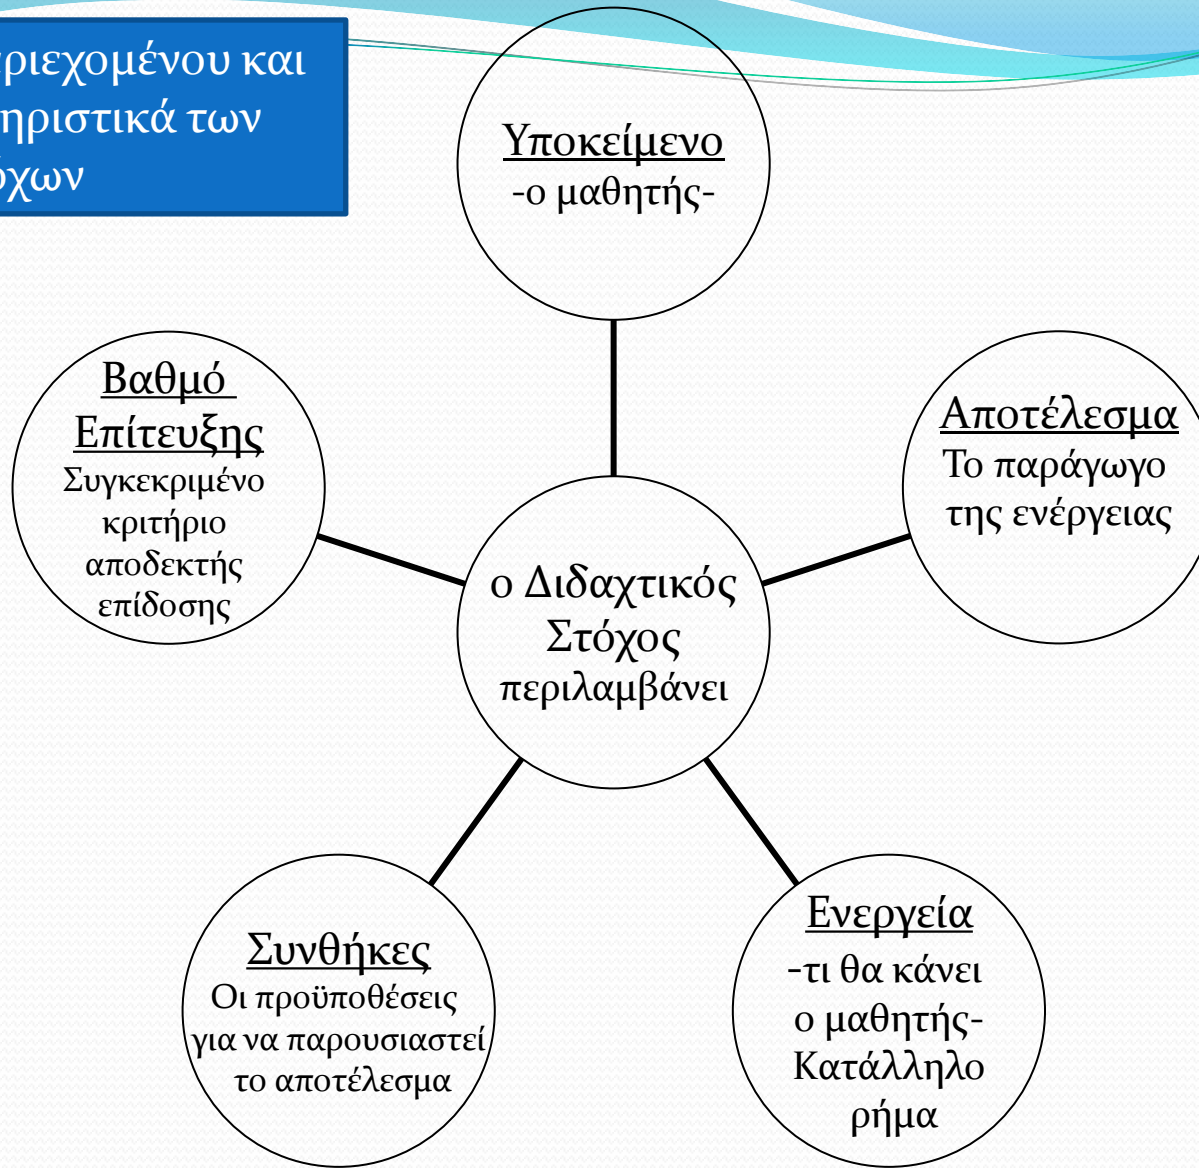 ριεχομένου και
ηριστικά των
χων
Υποκείμενο
-ο μαθητής-
Αποτέλεσμα
Το παράγωγο
της ενέργειας
Ενεργεία
-τι θα κάνει
ο μαθητής-
Κατάλληλο
ρήμα
Συνθήκες
Οι προϋποθέσεις
για να παρουσιαστεί
το αποτέλεσμα
Βαθμό
Επίτευξης
Συγκεκριμένο
κριτήριο
αποδεκτής
επίδοσης
ο Διδαχτικός
Στόχος
περιλαμβάνει